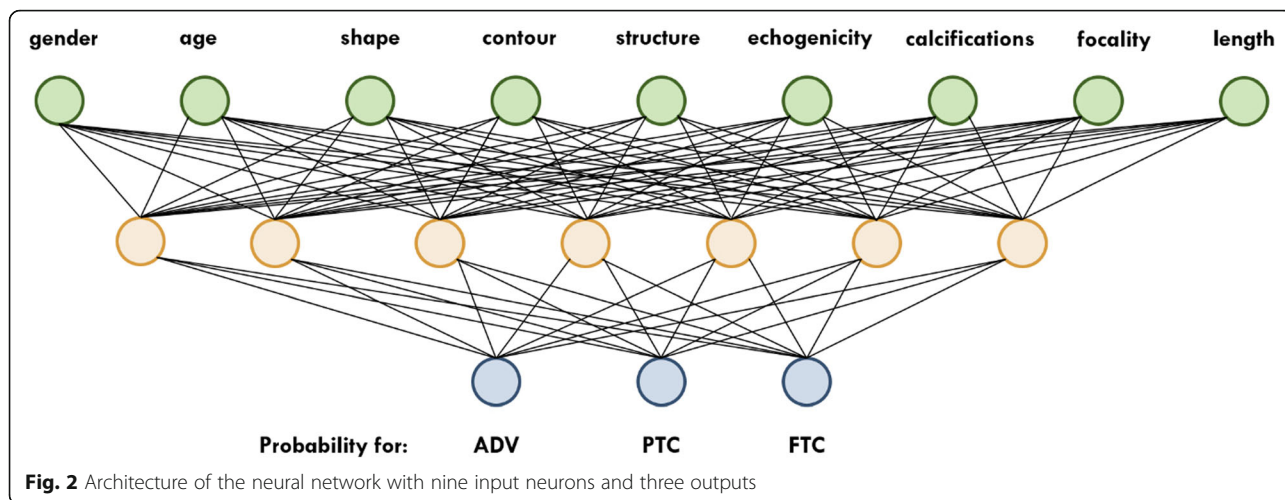 gender age shape contour structure echogenicity calcifications focality length
Probability for: ADV PTC FTC
Fig. 2 Architecture of the neural network with nine input neurons and three outputs